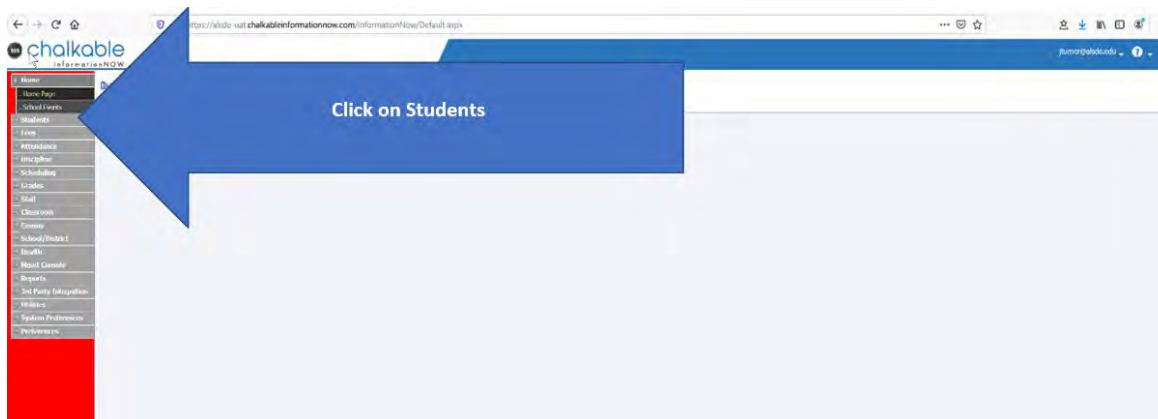 https://alsde-uat.chalkableinformationnow.com/InformationNow/Default.aspx
chalkable
InformationNOW
Home
Home Page
School Events
Students
Fees
Attendance
Discipline
Scheduling
Grades
Staff
Classroom
School/District
Health
Reports
3rd Party Integration
Utilities
System Preferences
Preferences
Click on Students